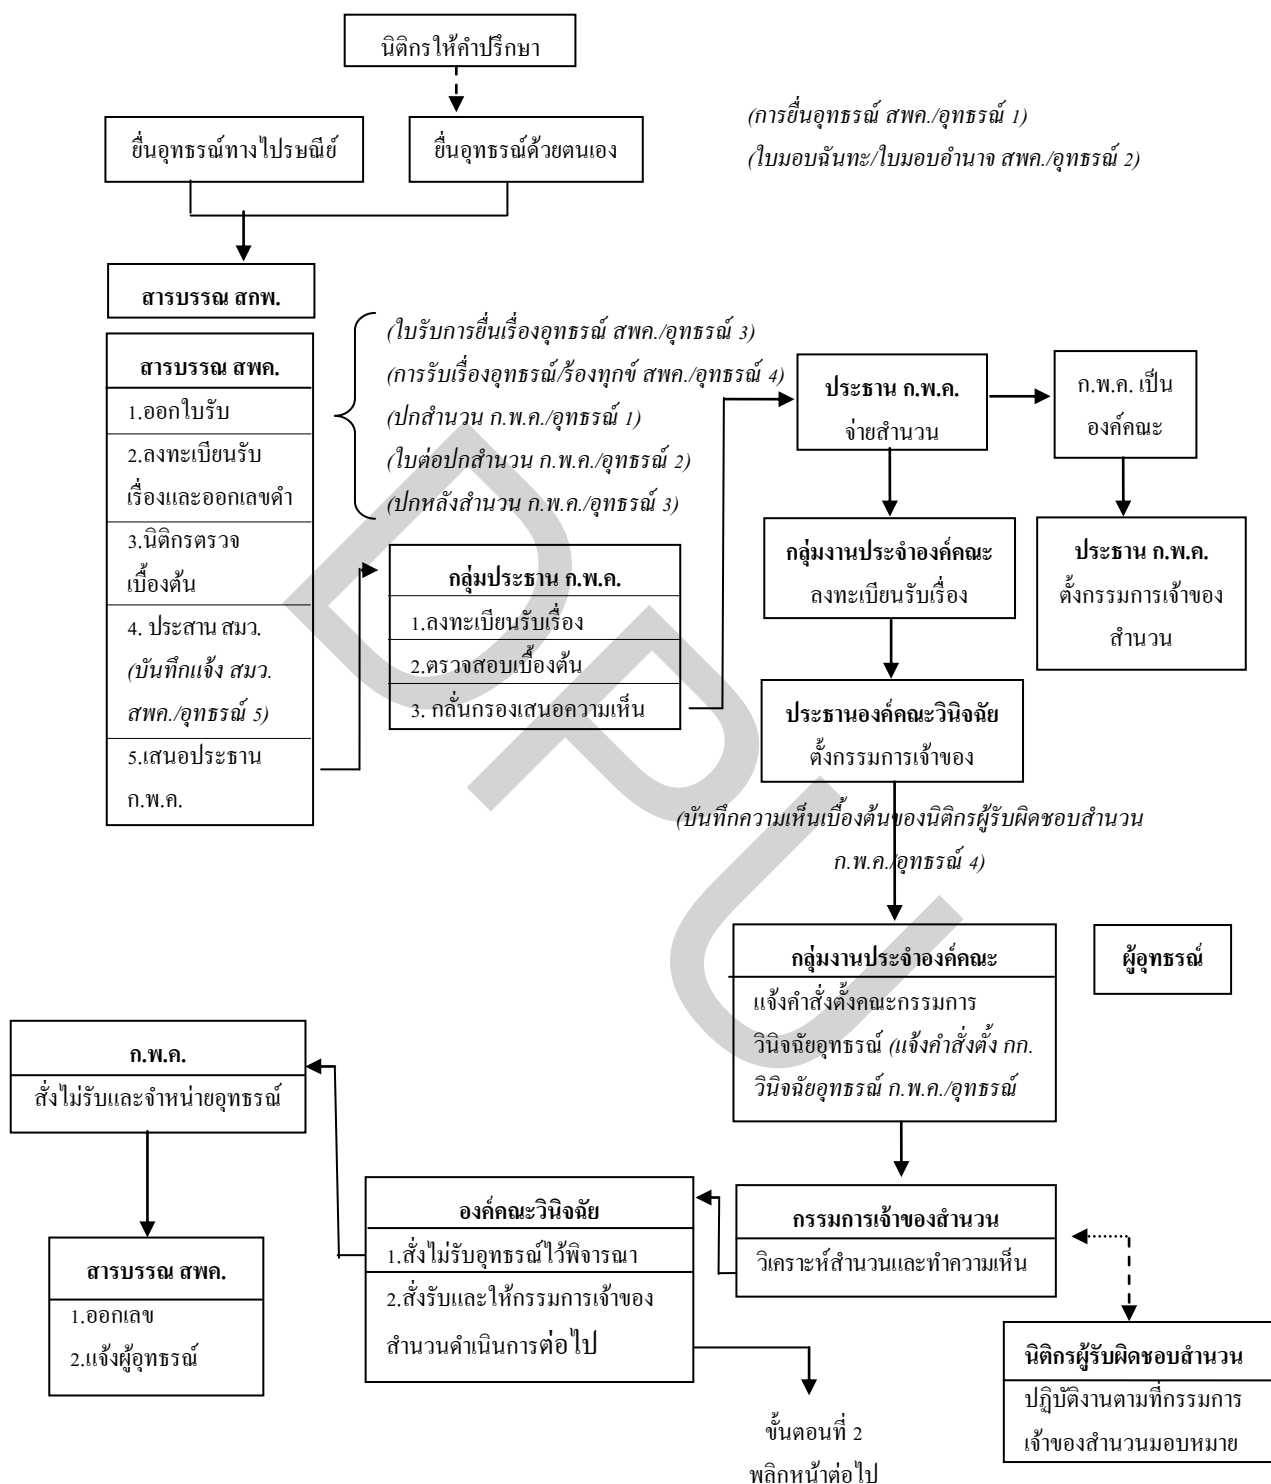 นิติกรให้คำปรึกษา
ยื่นอุทธรณ์ทางไปรษณีย์
ยื่นอุทธรณ์ด้วยตนเอง
(การยื่นอุทธรณ์ สพค./อุทธรณ์ 1)
(ใบมอบฉันทะ/ใบมอบอำนาจ สพค./อุทธรณ์ 2)
สารบรรณ สกพ.
สารบรรณ สพค.
1.ออกใบรับ
2.ลงทะเบียนรับ
เรื่องและออกเลขคำ
3.นิติกรตรวจ
เบื้องต้น
4. ประสาน สมว.
(บันทึกแจ้ง สมว.
สพค./อุทธรณ์ 5)
5.เสนอประธาน
ก.พ.ค.
(ใบรับการยื่นเรื่องอุทธรณ์ สพค./อุทธรณ์ 3)
(การรับเรื่องอุทธรณ์/ร้องทุกข์ สพค./อุทธรณ์ 4)
(ปกสำนวน ก.พ.ค./อุทธรณ์ 1)
(ใบต่อปกสำนวน ก.พ.ค./อุทธรณ์ 2)
(ปกหลังสำนวน ก.พ.ค./อุทธรณ์ 3)
กลุ่มประธาน ก.พ.ค.
1.ลงทะเบียนรับเรื่อง
2.ตรวจสอบเบื้องต้น
3. กลั่นกรองเสนอความเห็น
ประธาน ก.พ.ค.
จ่ายสำนวน
ก.พ.ค. เป็น
องค์คณะ
กลุ่มงานประจำองค์คณะ
ลงทะเบียนรับเรื่อง
ประธาน ก.พ.ค.
ตั้งกรรมการเจ้าของ
สำนวน
ประธานองค์คณะวินิจฉัย
ตั้งกรรมการเจ้าของ
(บันทึกความเห็นเบื้องต้นของนิติกรผู้รับผิดชอบสำนวน
ก.พ.ค./อุทธรณ์ 4)
กลุ่มงานประจำองค์คณะ
แจ้งคำสั่งตั้งคณะกรรมการ
วินิจฉัยอุทธรณ์ (แจ้งคำสั่งตั้ง กก.
วินิจฉัยอุทธรณ์ ก.พ.ค./อุทธรณ์
ผู้อุทธรณ์
ก.พ.ค.
สั่งไม่รับและจำหน่ายอุทธรณ์
สารบรรณ สพค.
1.ออกเลข
2.แจ้งผู้อุทธรณ์
องค์คณะวินิจฉัย
1.สั่งไม่รับอุทธรณ์ไว้พิจารณา
2.สั่งรับและให้กรรมการเจ้าของ
สำนวนดำเนินการต่อไป
กรรมการเจ้าของสำนวน
วิเคราะห์สำนวนและทำความเห็น
นิติกรผู้รับผิดชอบสำนวน
ปฏิบัติงานตามที่กรรมการ
เจ้าของสำนวนมอบหมาย
ขั้นตอนที่ 2
พลิกหน้าต่อไป
DPU